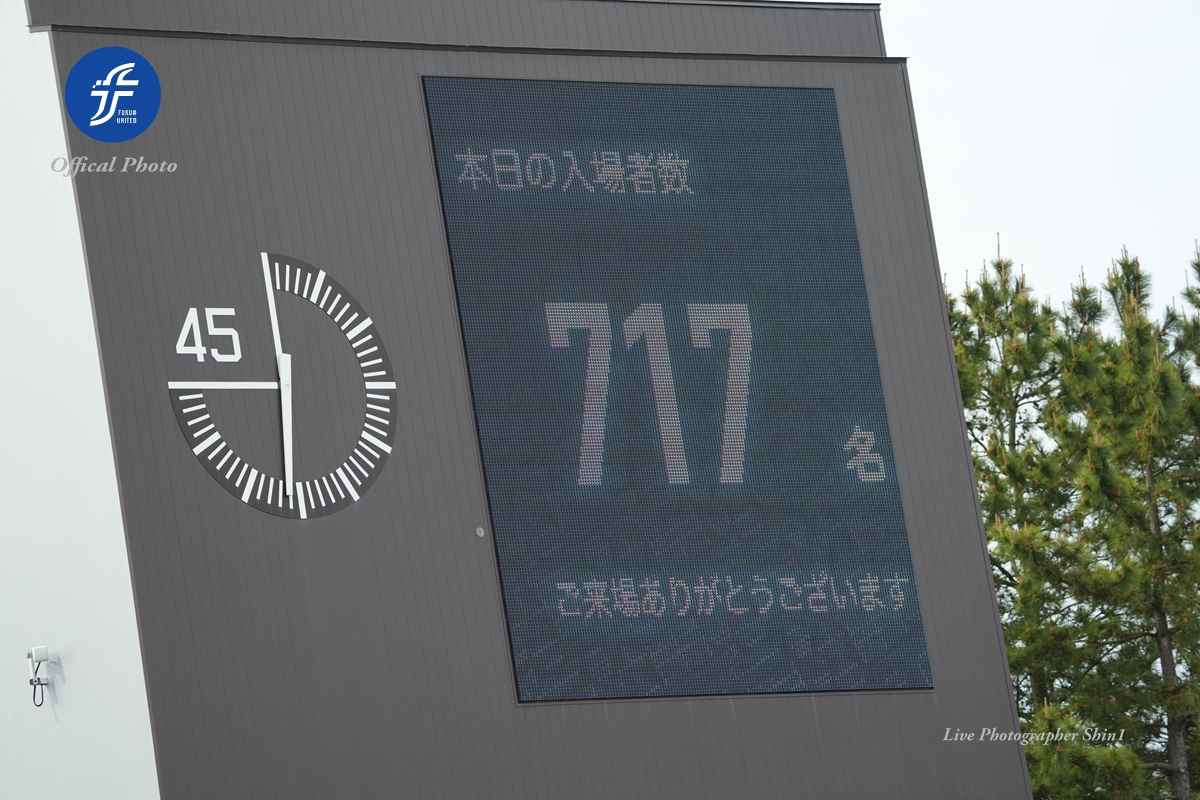 FUKUI
UNITED
Offical Photo
本日の入場者数
45
717
名
ご来場ありがとうございます
Live Photographer Shin1